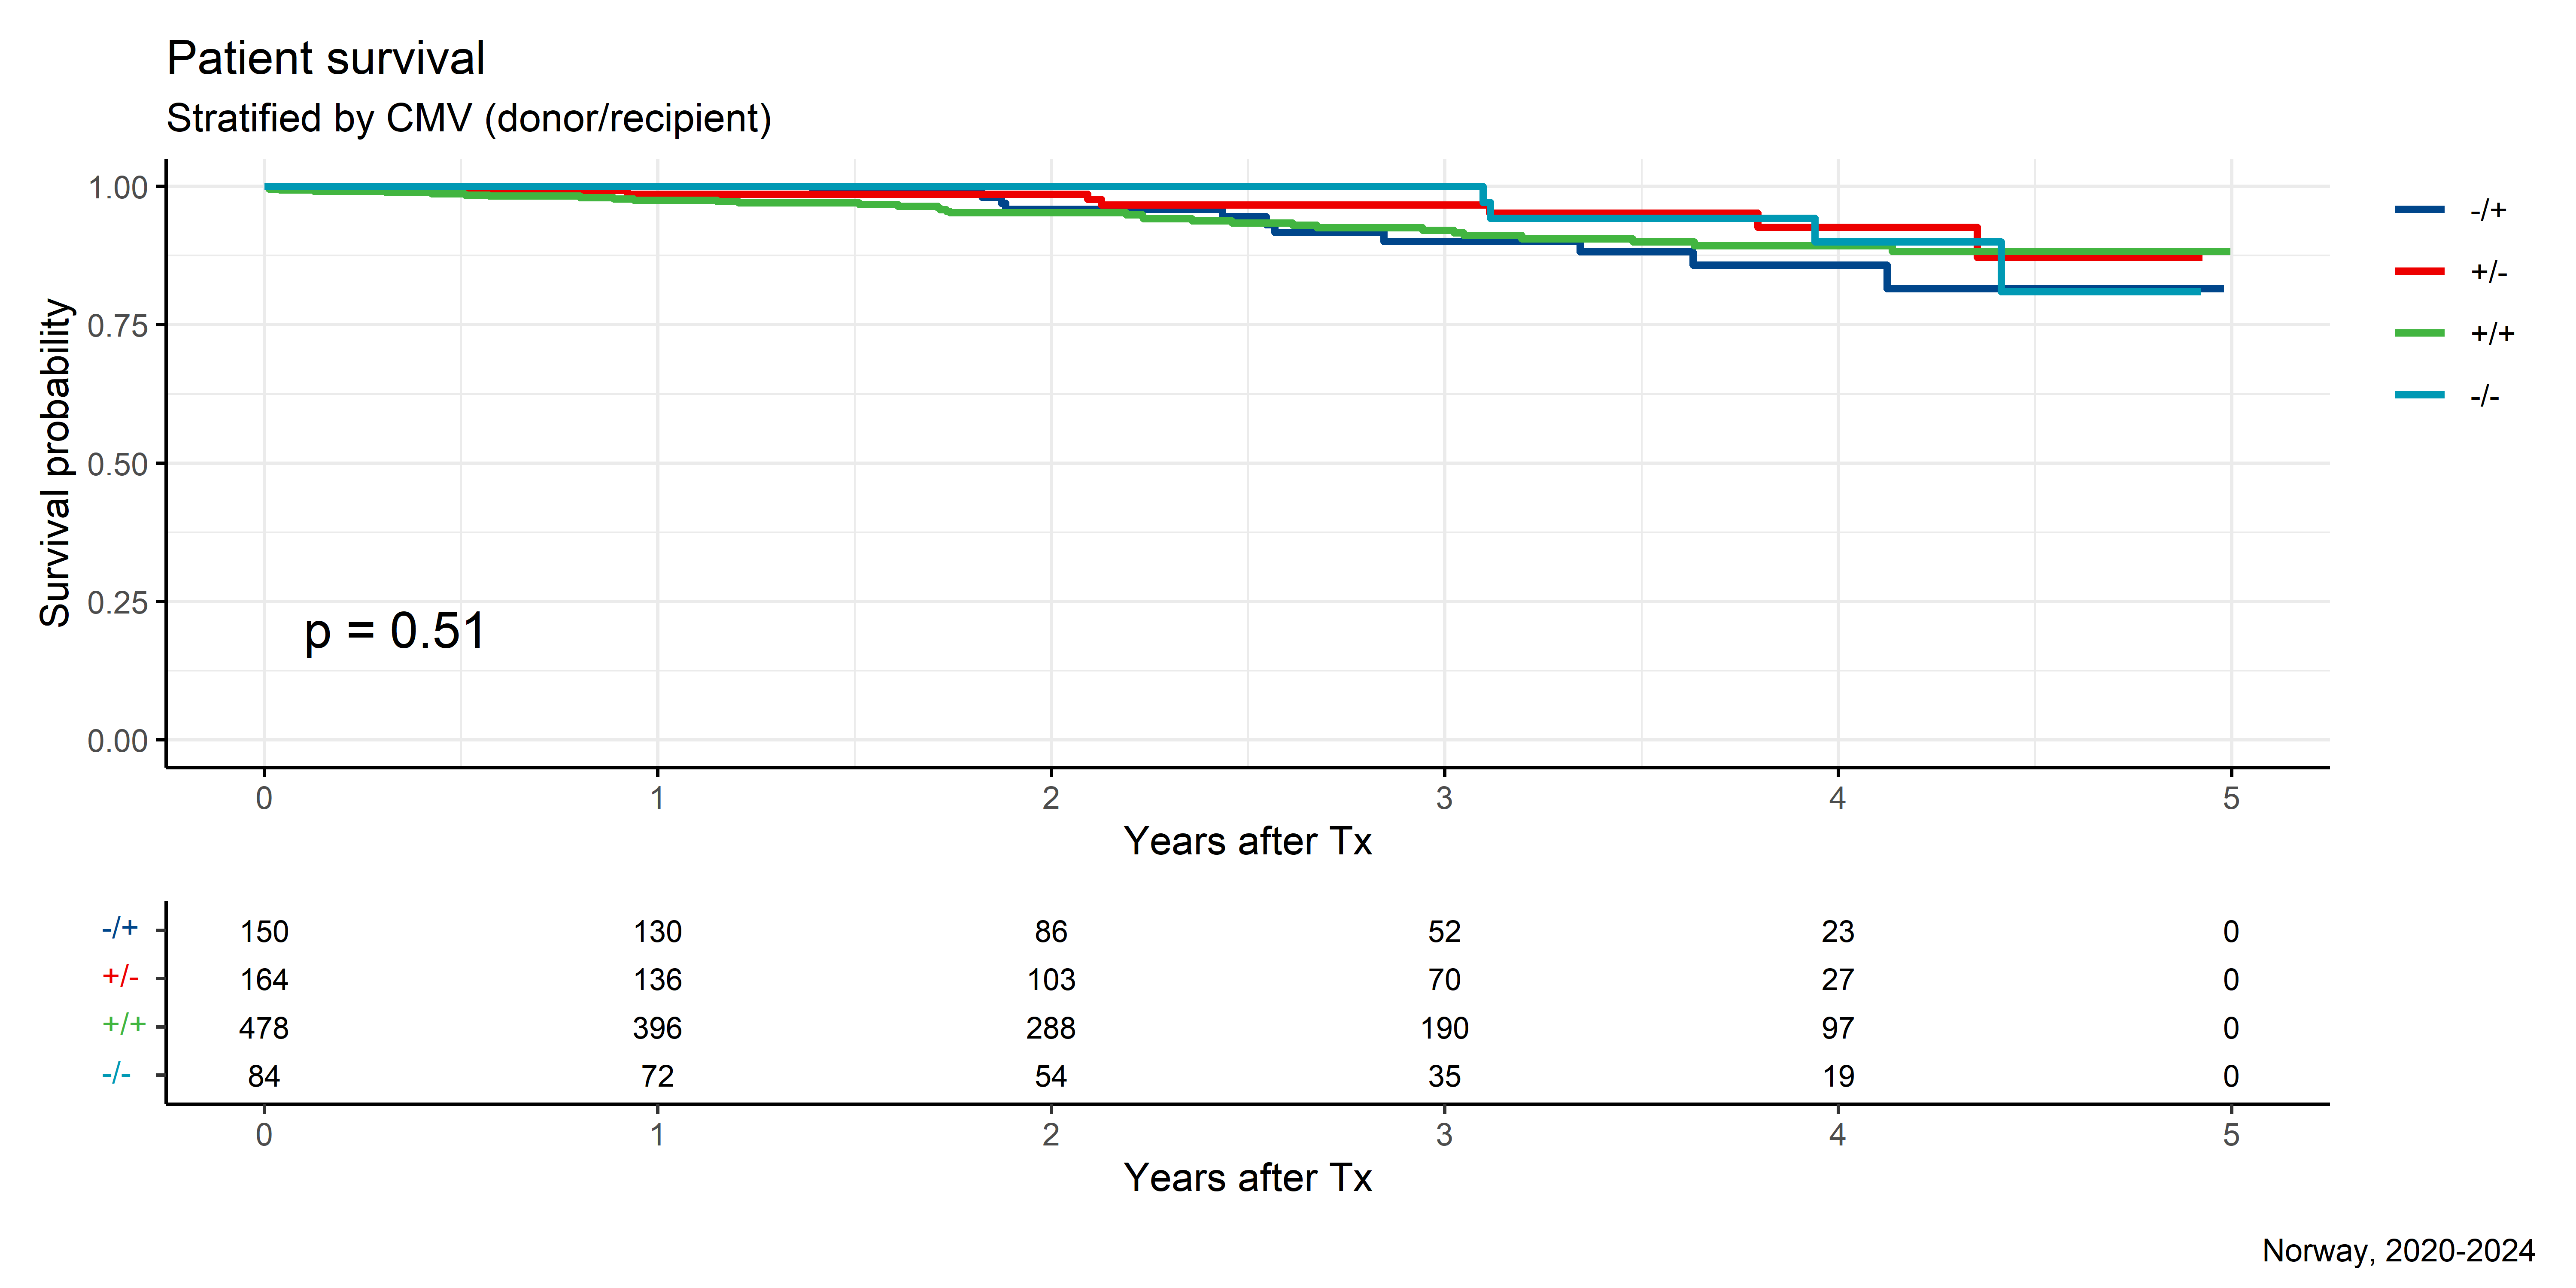 Patient survival
Stratified by CMV (donor/recipient)
1.00
0.75
0.50
0.25
0.00
Survival probability
p = 0.51
0 1 2 3 4 5
Years after Tx
-/+
+/-
+/+
-/-
-/+ 150 130 86 52 23 0
+/- 164 136 103 70 27 0
+/+ 478 396 288 190 97 0
-/- 84 72 54 35 19 0
0 1 2 3 4 5
Years after Tx
Norway, 2020-2024